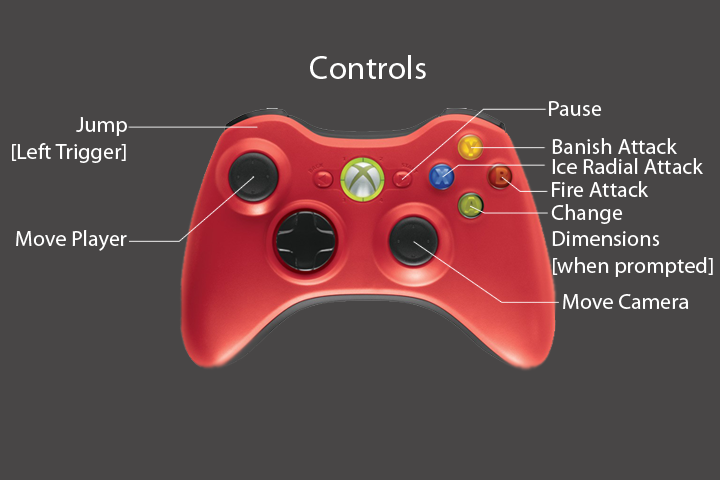 Controls
Jump
[Left Trigger]
Move Player
Pause
Banish Attack
Ice Radial Attack
Fire Attack
Change
Dimensions
[when prompted]
Move Camera
Y
X
B
A